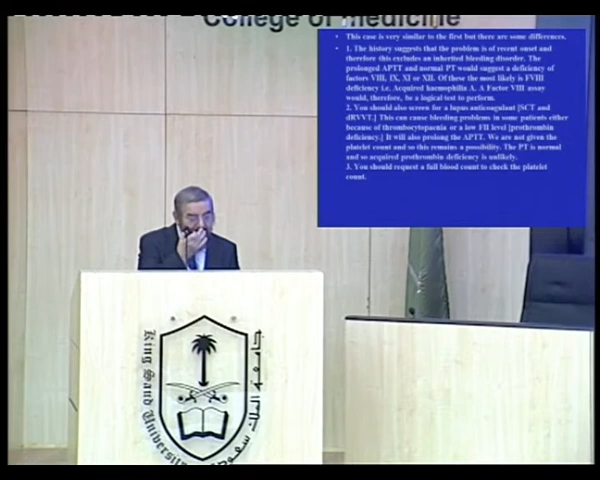 College of medicine
• This case is very similar to the first but there are some differences.
• 1. The history suggests that the problem is of recent onset and
therefore this excludes an inherited bleeding disorder. The
prolonged APTT and normal PT would suggest a deficiency of
factors VIII, IX, XI or XII. Of these the most likely is FVIII
deficiency i.e. Acquired haemophilia A. A Factor VIII assay
would, therefore, be a logical test to perform.
2. You should also screen for a lupus anticoagulant [SCT and
dRVVT.] This can cause bleeding problems in some patients either
because of thrombocytopaenia or a low FII level [prothrombin
deficiency.] It will also prolong the APTT. We are not given the
platelet count and so this remains a possibility. The PT is normal
and so acquired prothrombin deficiency is unlikely.
3. You should request a full blood count to check the platelet
count.
King Saud University
جامعة الملك سعود